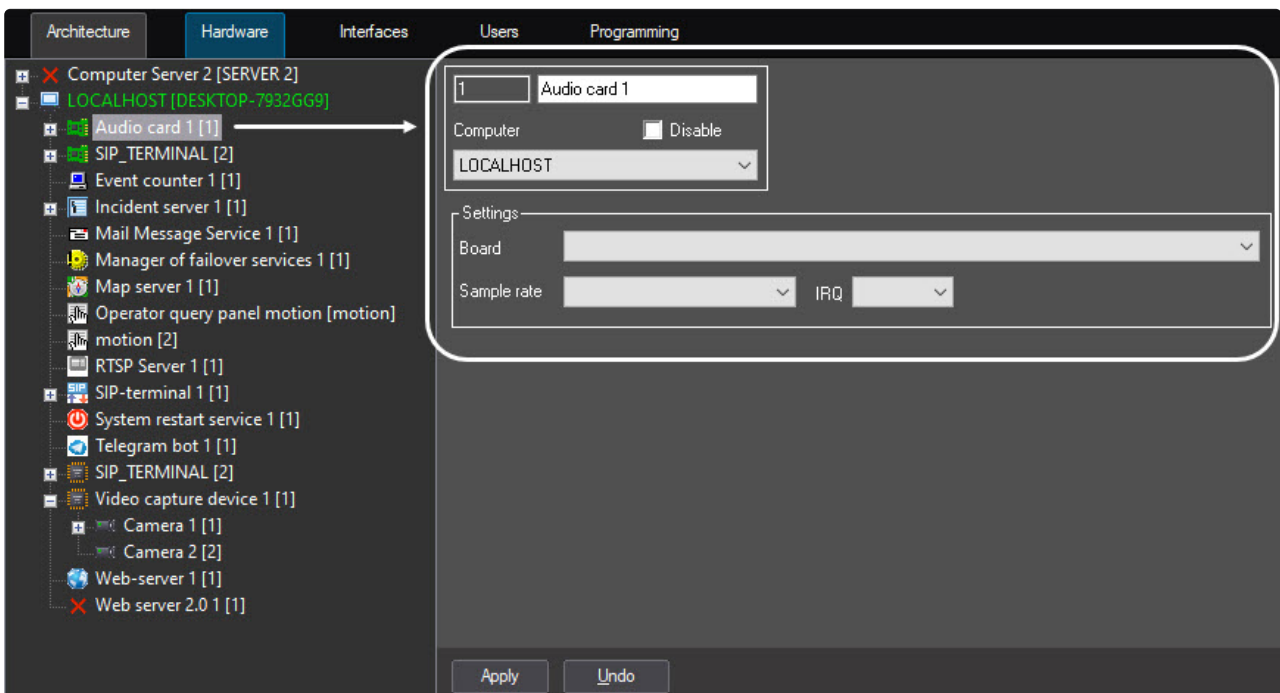 Architecture Hardware Interfaces Users Programming
Computer Server 2 [SERVER 2]
LOCALHOST [DESKTOP-7932GG9]
Audio card 1 [1]
SIP_TERMINAL [2]
Event counter 1 [1]
Incident server 1 [1]
Mail Message Service 1 [1]
Manager of failover services 1 [1]
Map server 1 [1]
Operator query panel motion [motion]
motion [2]
RTSP Server 1 [1]
SIP-terminal 1 [1]
System restart service 1 [1]
Telegram bot 1 [1]
SIP_TERMINAL [2]
Video capture device 1 [1]
Camera 1 [1]
Camera 2 [2]
Web-server 1 [1]
Web server 2.0 1 [1]
1 Audio card 1
Computer Disable
LOCALHOST
Settings
Board
Sample rate IRQ
Apply Undo